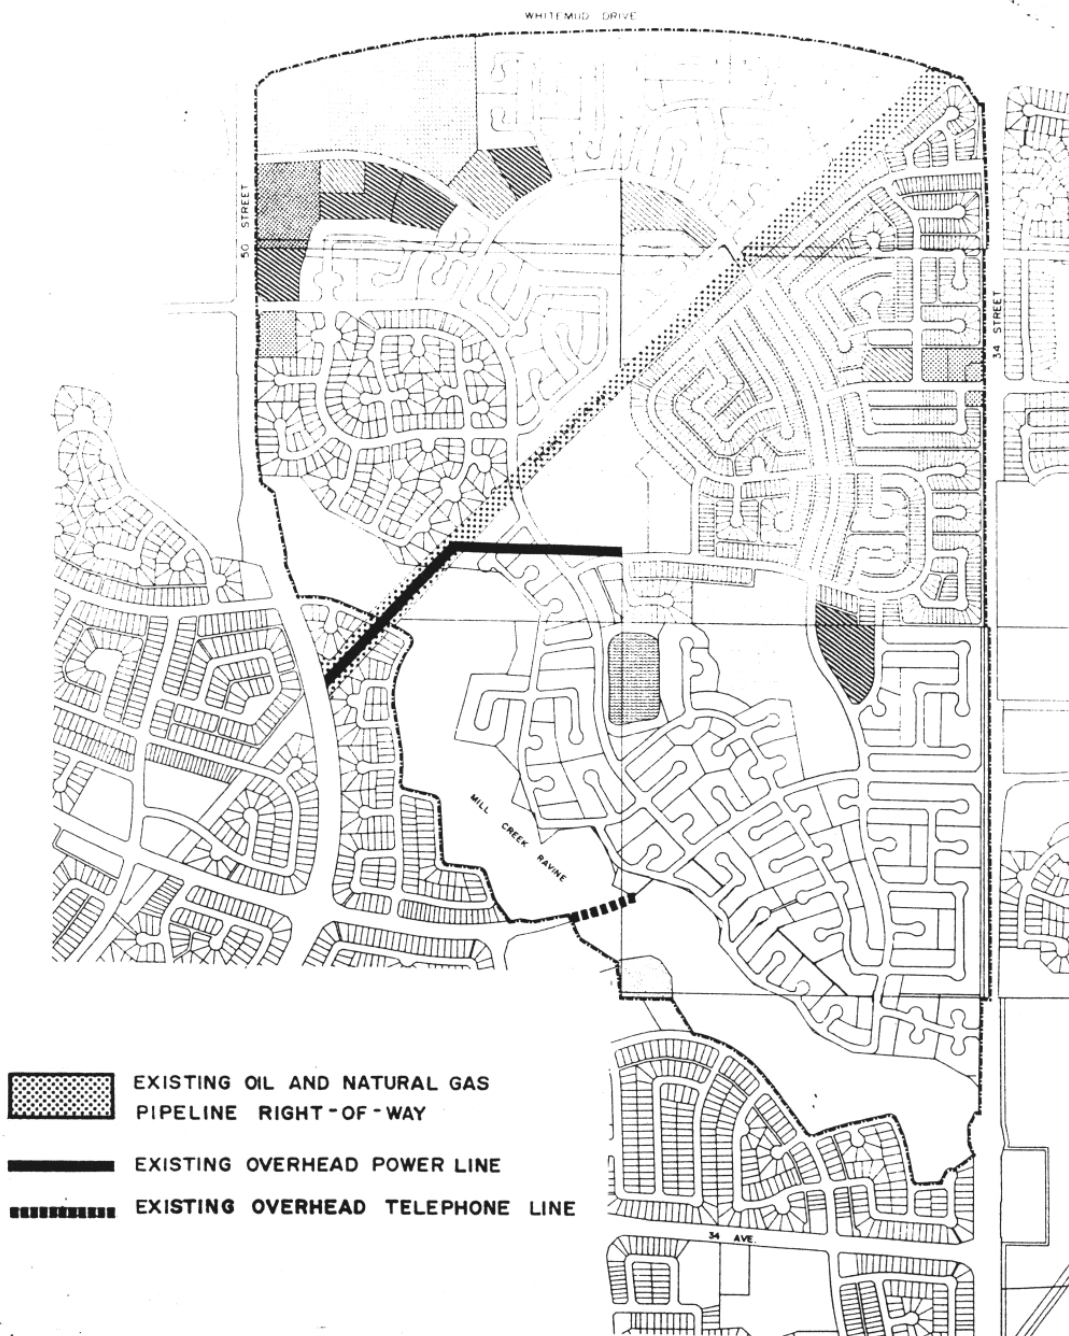 WHITEMUD DRIVE
50 STREET
34 STREET
MILL CREEK RAVINE
34 AVE.
EXISTING OIL AND NATURAL GAS
PIPELINE RIGHT-OF-WAY
EXISTING OVERHEAD POWER LINE
EXISTING OVERHEAD TELEPHONE LINE